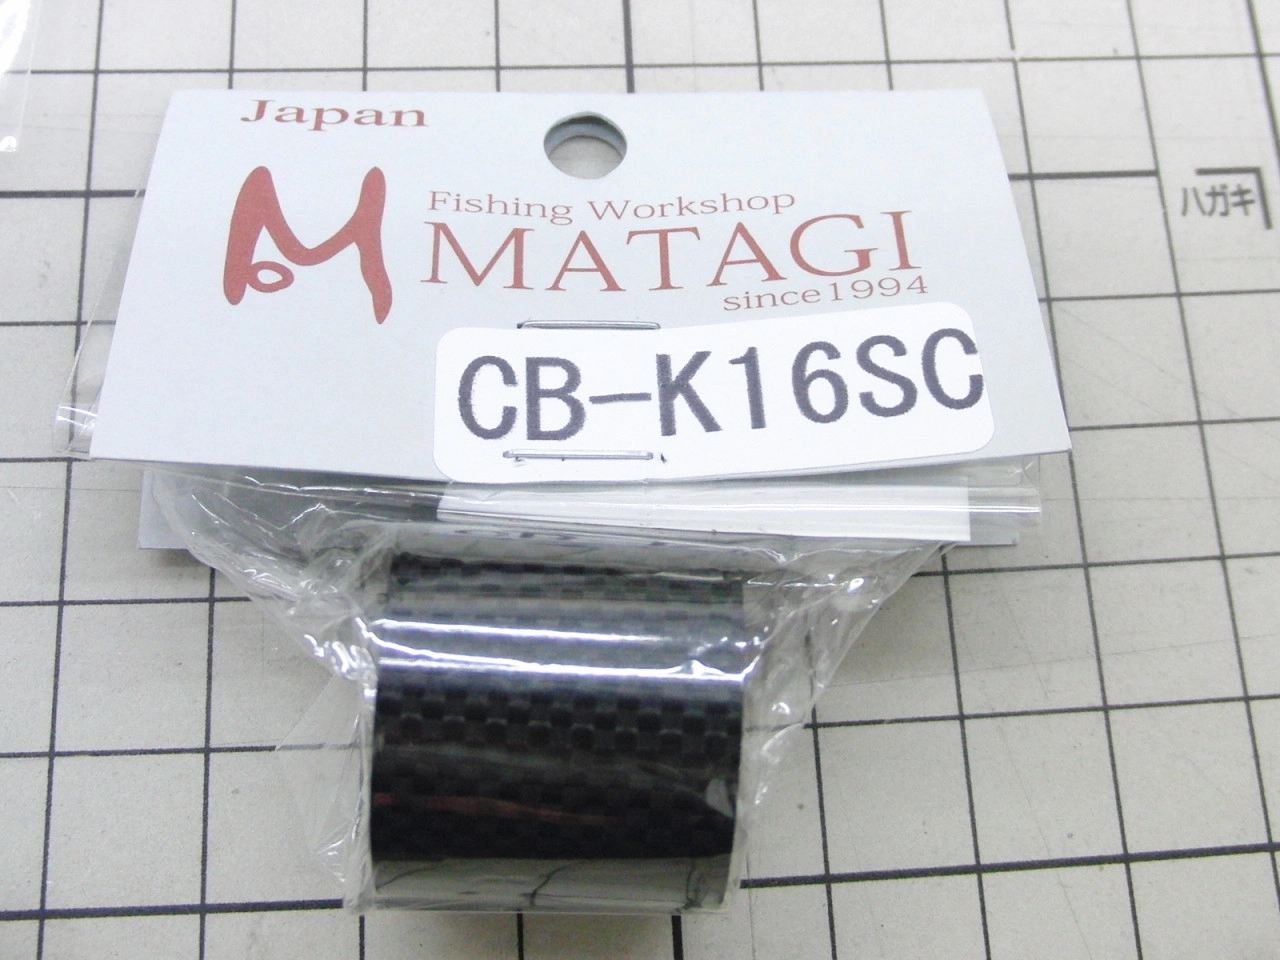 Japan
Fishing Workshop
MATAGI
since1994
CB-K16SC
ハガキ